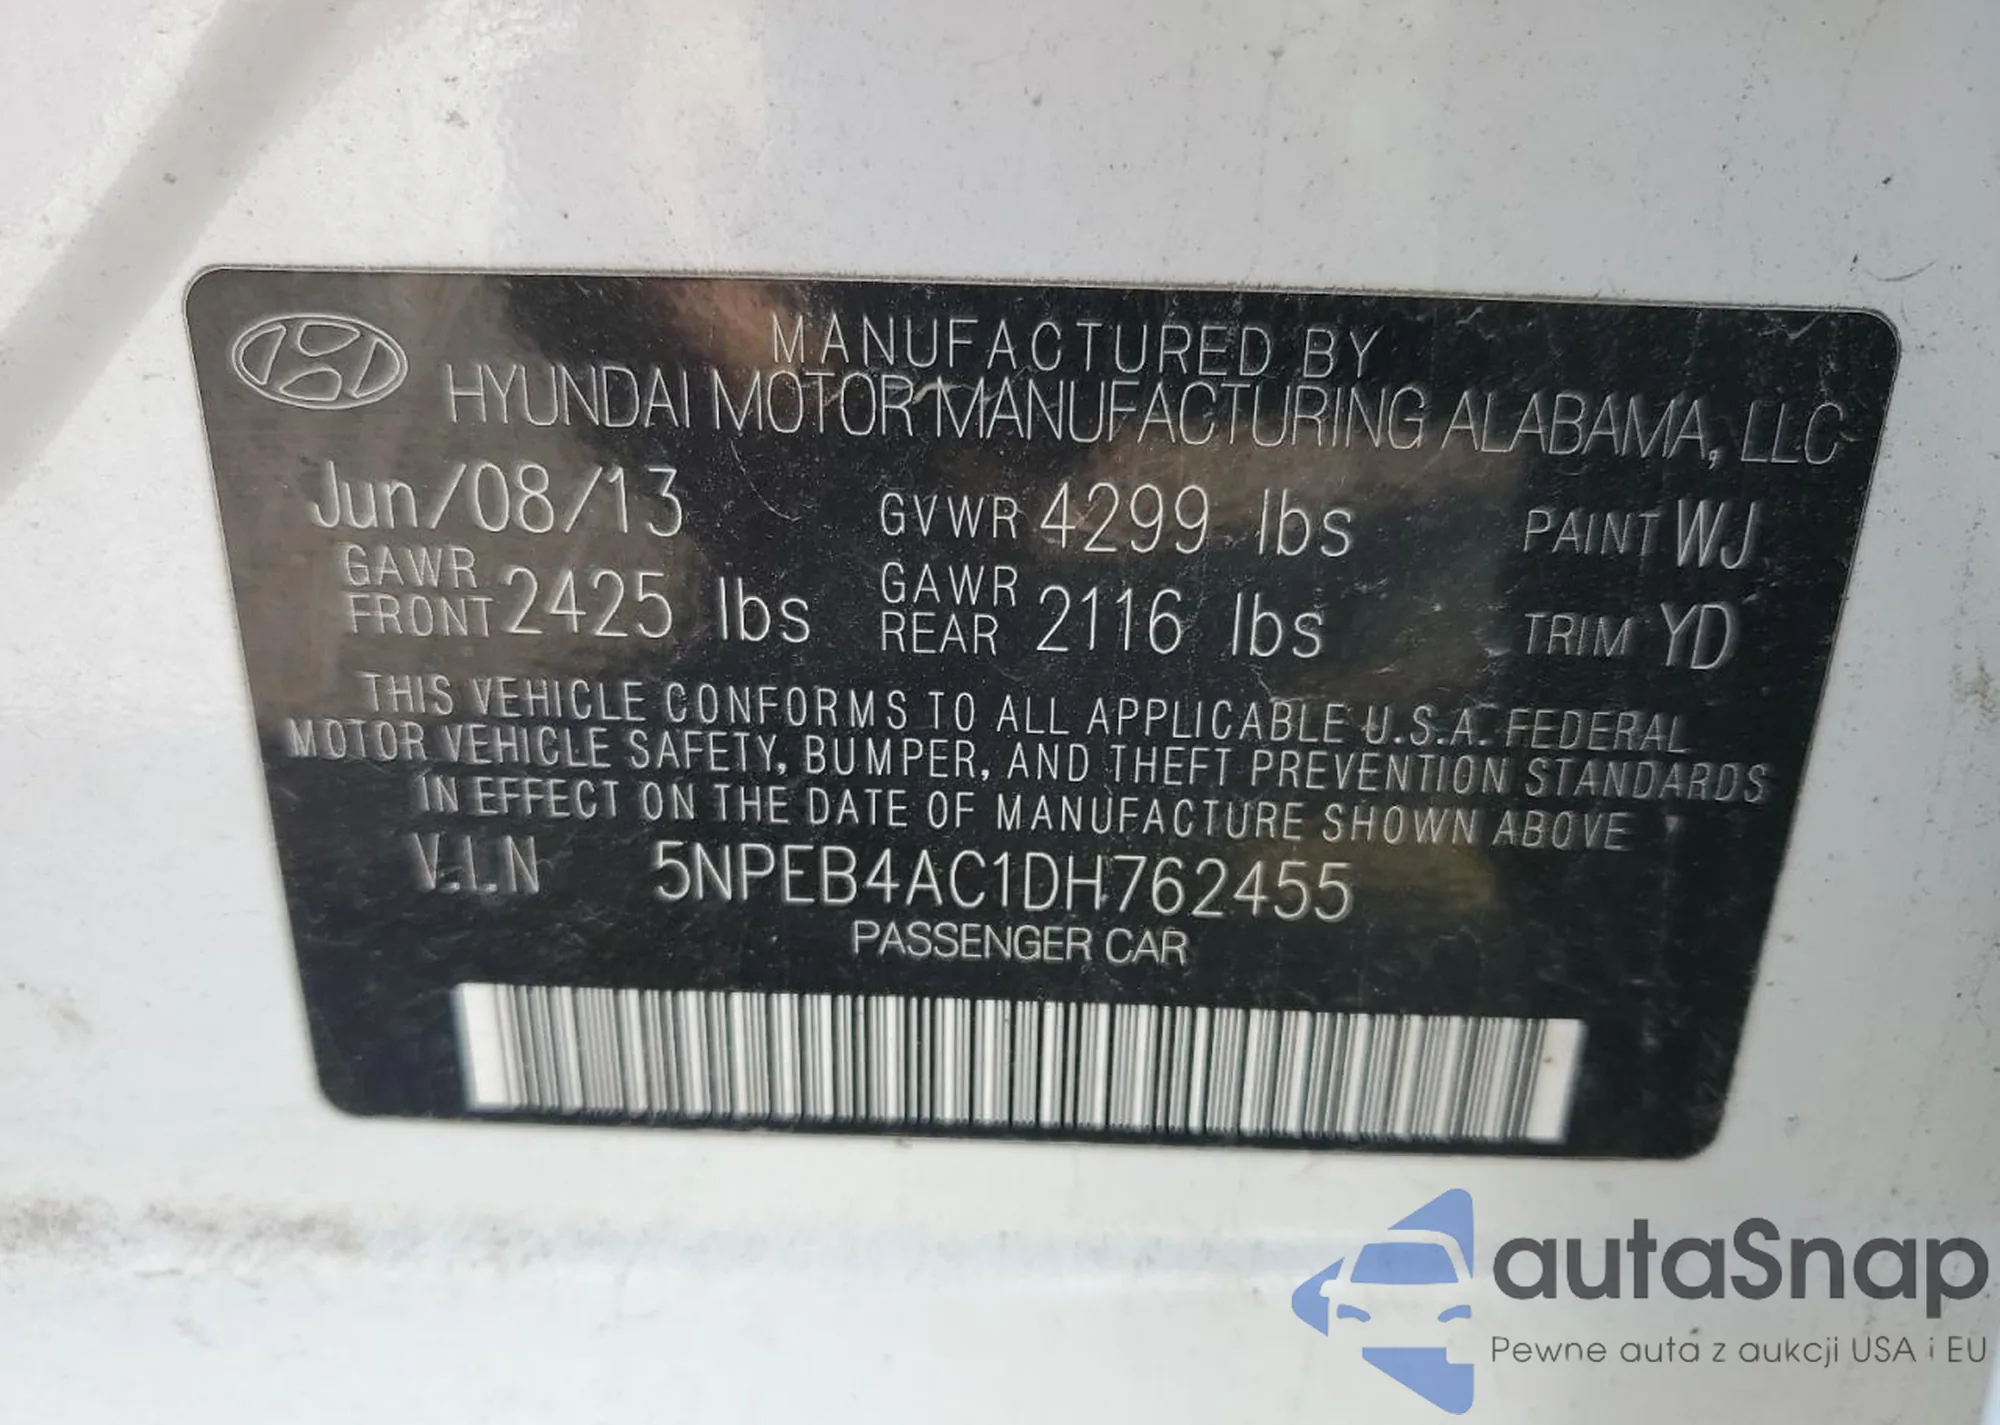 MANUFACTURED BY
HYUNDAI MOTOR MANUFACTURING ALABAMA, LLC
Jun/08/13 GVWR 4299 lbs PAINT WJ
GAWR FRONT 2425 lbs GAWR REAR 2116 lbs TRIM YD
THIS VEHICLE CONFORMS TO ALL APPLICABLE U.S.A. FEDERAL
MOTOR VEHICLE SAFETY, BUMPER, AND THEFT PREVENTION STANDARDS
IN EFFECT ON THE DATE OF MANUFACTURE SHOWN ABOVE
V.I.N 5NPEB4AC1DH762455
PASSENGER CAR
autaSnap
Pewne auta z aukcji USA i EU